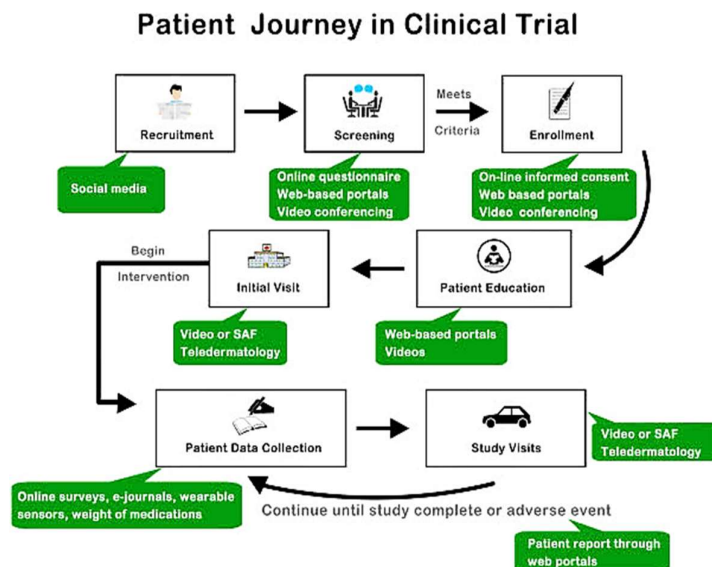 Patient Journey in Clinical Trial
Recruitment
Social media
Screening
Online questionnaire
Web-based portals
Video conferencing
Meets
Criteria
Enrollment
On-line informed consent
Web based portals
Video conferencing
Patient Education
Web-based portals
Videos
Initial Visit
Video or SAF
Teledermatology
Begin
Intervention
Patient Data Collection
Online surveys, e-journals, wearable
sensors, weight of medications
Study Visits
Video or SAF
Teledermatology
Continue until study complete or adverse event
Patient report through
web portals